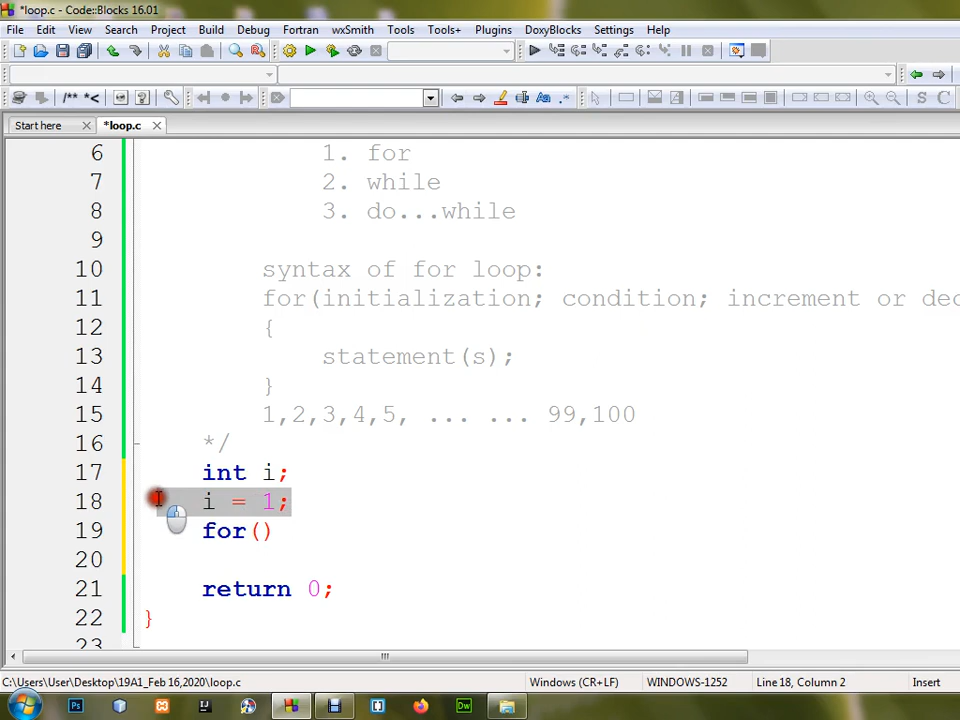 *loop.c - Code::Blocks 16.01
File Edit View Search Project Build Debug Fortran wxSmith Tools Tools+ Plugins DoxyBlocks Settings Help
/** *<
S C
Start here *loop.c
6 1. for
7 2. while
8 3. do...while
9
10 syntax of for loop:
11 for(initialization; condition; increment or dec
12 {
13 statement(s);
14 }
15 1,2,3,4,5, ... ... 99,100
16 */
17 int i;
18 i = 1;
19 for()
20
21 return 0;
22 }
23
C:\Users\User\Desktop\19A1_Feb 16,2020\loop.c Windows (CR+LF) WINDOWS-1252 Line 18, Column 2 Insert
Ps Dw